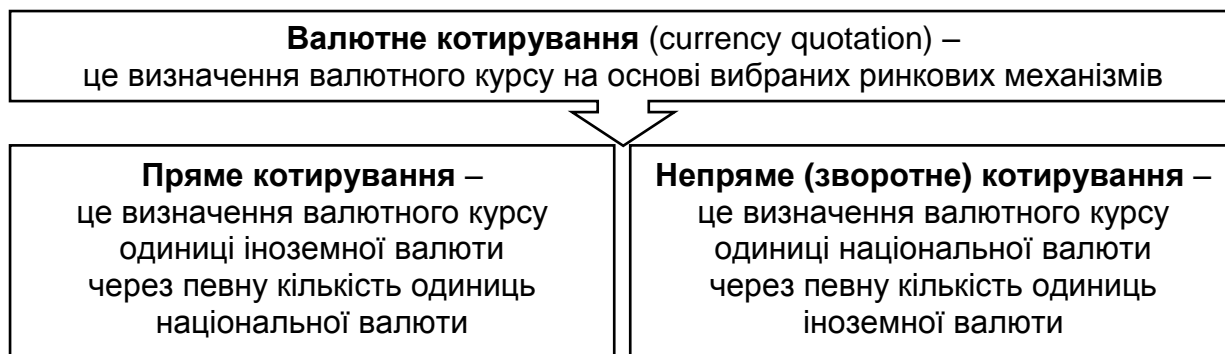 Валютне котирування (currency quotation) –
це визначення валютного курсу на основі вибраних ринкових механізмів
Пряме котирування –
це визначення валютного курсу
одиниці іноземної валюти
через певну кількість одиниць
національної валюти
Непряме (зворотне) котирування –
це визначення валютного курсу
одиниці національної валюти
через певну кількість одиниць
іноземної валюти